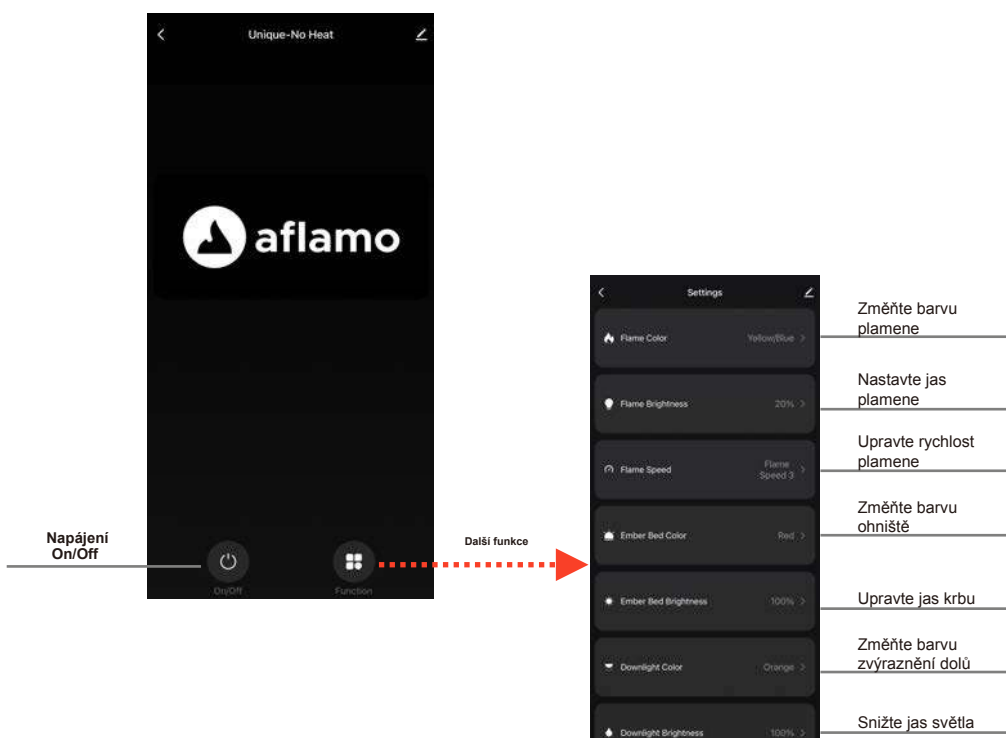 Unique-No Heat
aflamo
Napájení
On/Off
On/Off
Function
Další funkce
Settings
Flame Color
Yellow/Blue
Flame Brightness
20%
Flame Speed
Flame
Speed 3
Ember Bed Color
Red
Ember Bed Brightness
100%
Downlight Color
Orange
Downlight Brightness
100%
Změňte barvu
plamene
Nastavte jas
plamene
Upravte rychlost
plamene
Změňte barvu
ohniště
Upravte jas krbu
Změňte barvu
zvýraznění dolů
Snižte jas světla